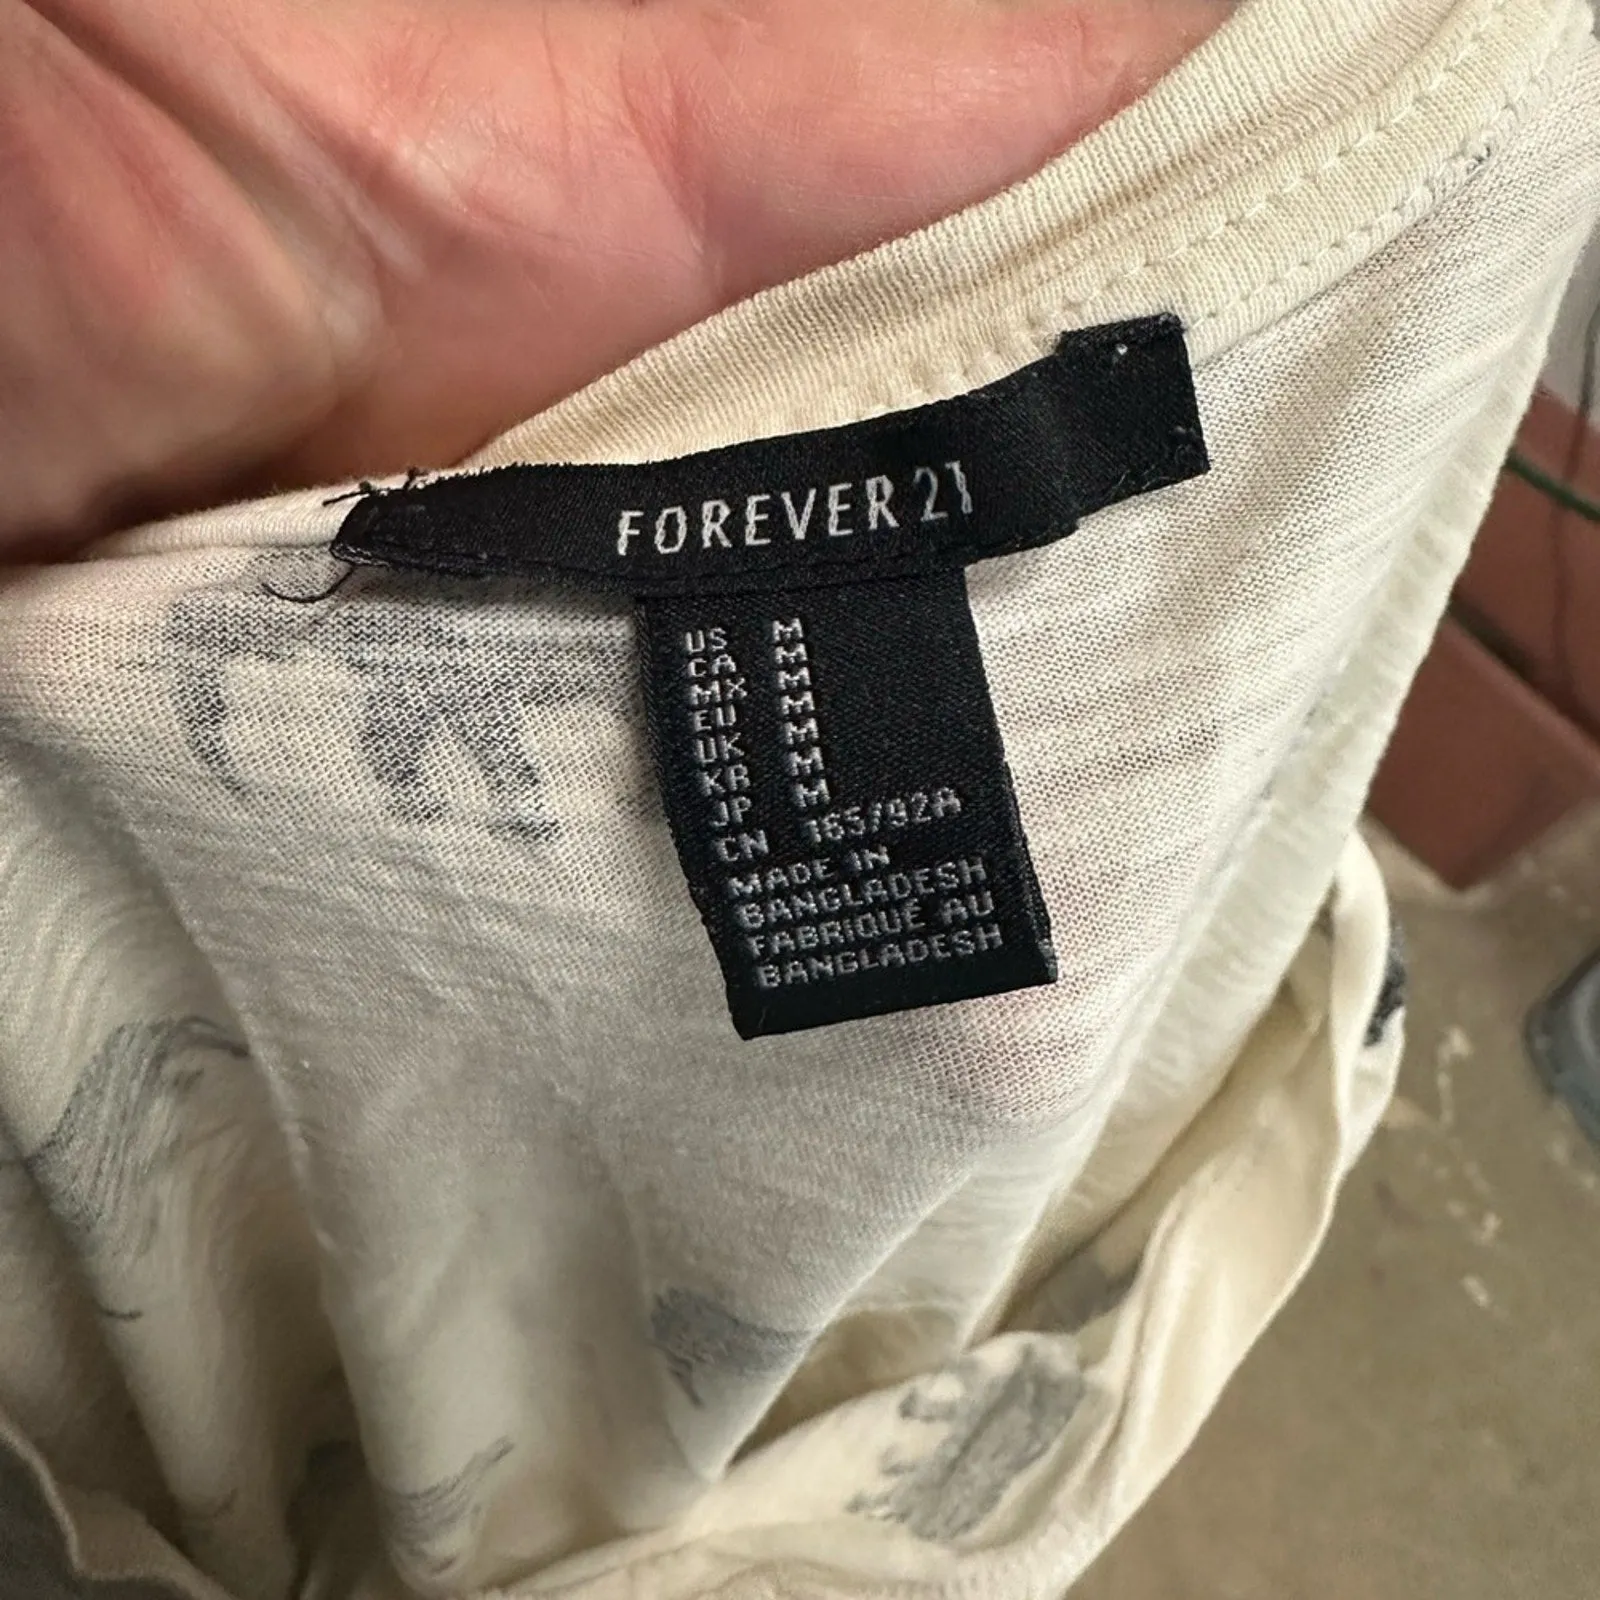 FOREVER 21
US M
CA M
MX M
EU M
UK M
KR M
JP M
CN 165/92A
MADE IN
BANGLADESH
FABRIQUÉ AU
BANGLADESH